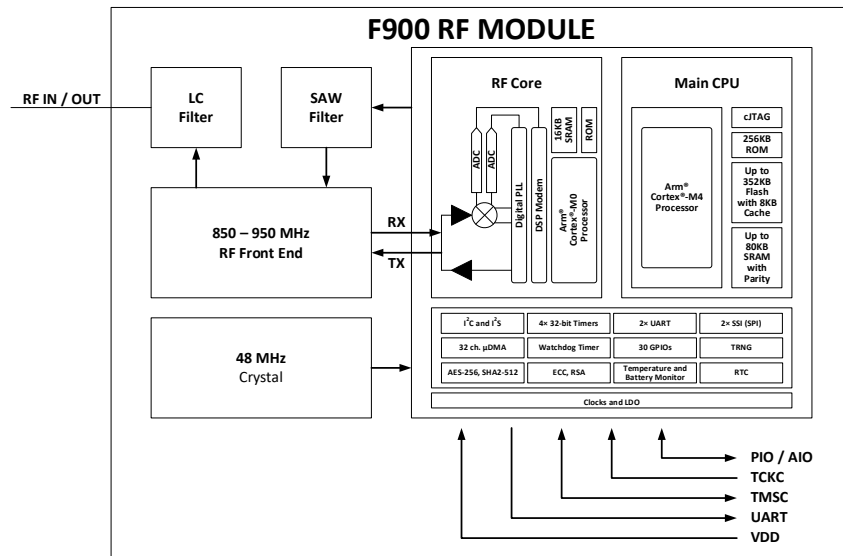 F900 RF MODULE
RF IN / OUT
LC
Filter
SAW
Filter
850 – 950 MHz
RF Front End
RX
TX
48 MHz
Crystal
RF Core
ADC
ADC
Digital PLL
DSP Modem
16KB
SRAM
ROM
Arm®
Cortex®-M0
Processor
Main CPU
Arm®
Cortex®-M4
Processor
cJTAG
256KB
ROM
Up to
352KB
Flash
with 8KB
Cache
Up to
80KB
SRAM
with
Parity
I²C and I²S
4× 32-bit Timers
2× UART
2× SSI (SPI)
32 ch. µDMA
Watchdog Timer
30 GPIOs
TRNG
AES-256, SHA2-512
ECC, RSA
Temperature and
Battery Monitor
RTC
Clocks and LDO
PIO / AIO
TCKC
TMSC
UART
VDD